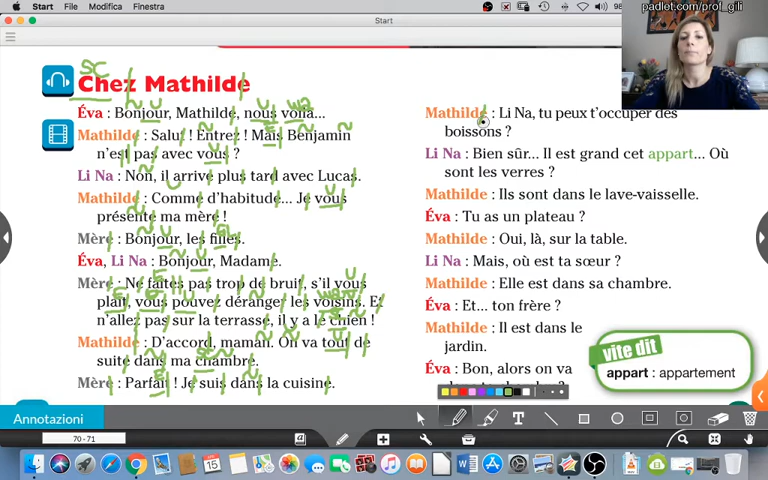 Start File Modifica Finestra
padlet.com/prof_gili
Start
Chez Mathilde
Éva : Bonjour, Mathilde, nous voilà...
Mathilde : Salut ! Entrez ! Mais Benjamin
n'est pas avec vous ?
Li Na : Non, il arrive plus tard avec Lucas.
Mathilde : Comme d'habitude... Je vous
présente ma mère !
Mère : Bonjour, les filles.
Éva, Li Na : Bonjour, Madame.
Mère : Ne faites pas trop de bruit, s'il vous
plaît, vous pouvez déranger les voisins. Et
n'allez pas sur la terrasse, il y a le chien !
Mathilde : D'accord, maman. On va tout de
suite dans ma chambre.
Mère : Parfait ! Je suis dans la cuisine.
Mathilde : Li Na, tu peux t'occuper des
boissons ?
Li Na : Bien sûr... Il est grand cet appart... Où
sont les verres ?
Mathilde : Ils sont dans le lave-vaisselle.
Éva : Tu as un plateau ?
Mathilde : Oui, là, sur la table.
Li Na : Mais, où est ta sœur ?
Mathilde : Elle est dans sa chambre.
Éva : Et... ton frère ?
Mathilde : Il est dans le
jardin.
Éva : Bon, alors on va
vite dit
appart : appartement
Annotazioni
70 - 71